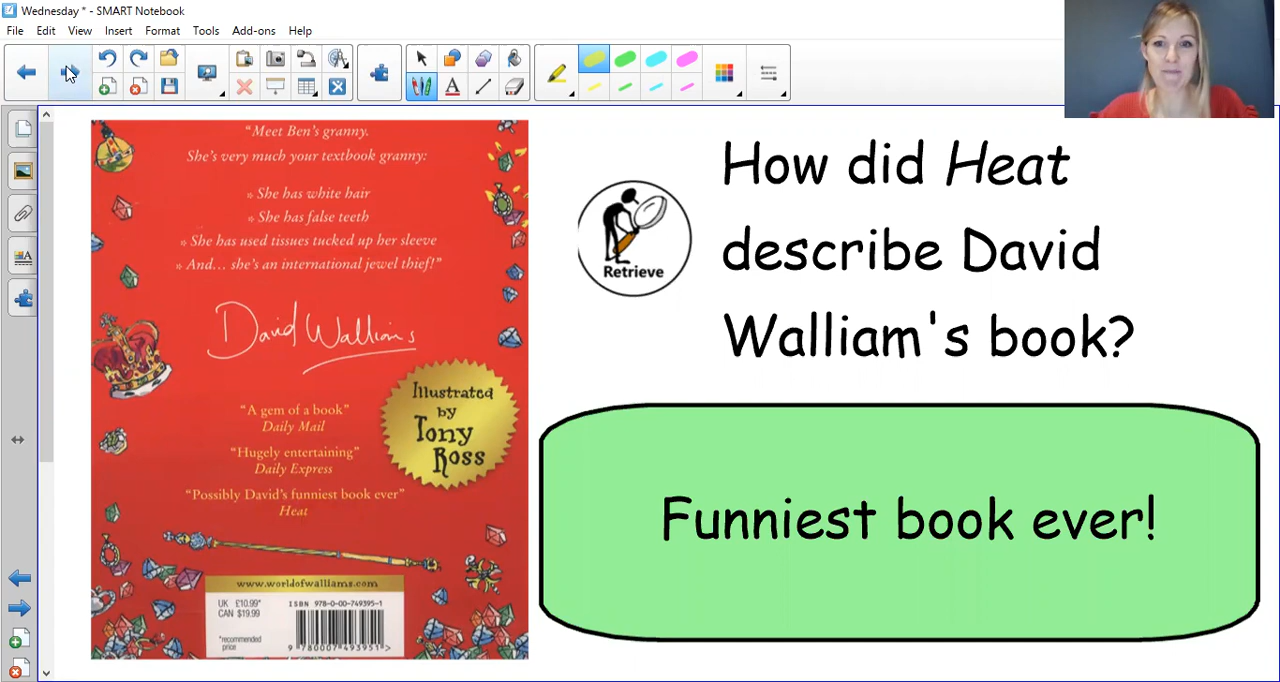 Wednesday * - SMART Notebook
File Edit View Insert Format Tools Add-ons Help
"Meet Ben's granny.
She's very much your textbook granny:
She has white hair
She has false teeth
She has used tissues tucked up her sleeve
And... she's an international jewel thief!"
David Walliams
Illustrated
by
Tony
Ross
"A gem of a book"
Daily Mail
"Hugely entertaining"
Daily Express
"Possibly David's funniest book ever"
Heat
www.worldofwalliams.com
UK £10.99*
CAN $19.99
*recommended
price
ISBN 978-0-00-749395-1
9 780007 493951 >
Retrieve
How did Heat
describe David
Walliam's book?
Funniest book ever!